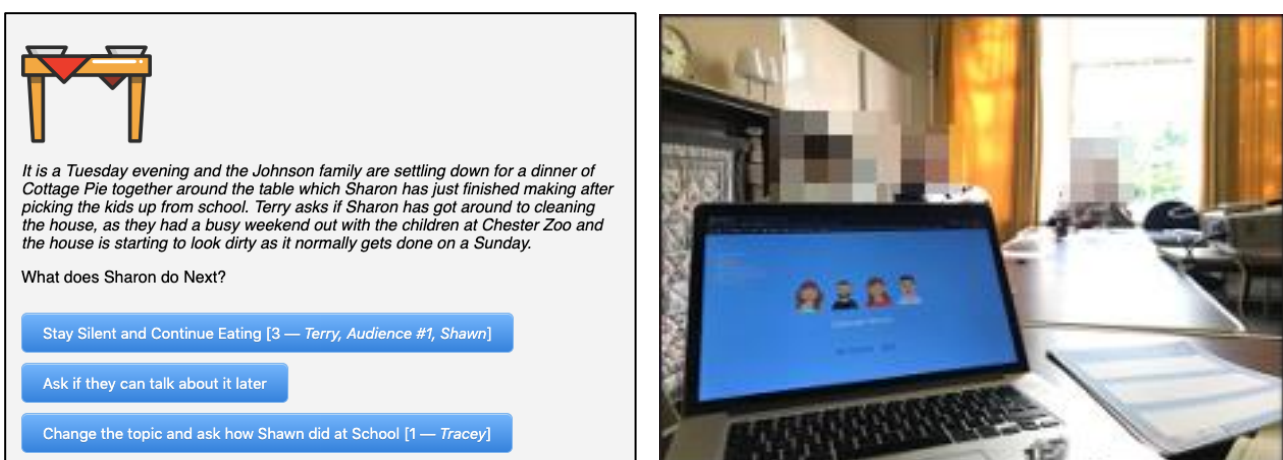 It is a Tuesday evening and the Johnson family are settling down for a dinner of
Cottage Pie together around the table which Sharon has just finished making after
picking the kids up from school. Terry asks if Sharon has got around to cleaning
the house, as they had a busy weekend out with the children at Chester Zoo and
the house is starting to look dirty as it normally gets done on a Sunday.
What does Sharon do Next?
Stay Silent and Continue Eating [3 — Terry, Audience #1, Shawn]
Ask if they can talk about it later
Change the topic and ask how Shawn did at School [1 — Tracey]